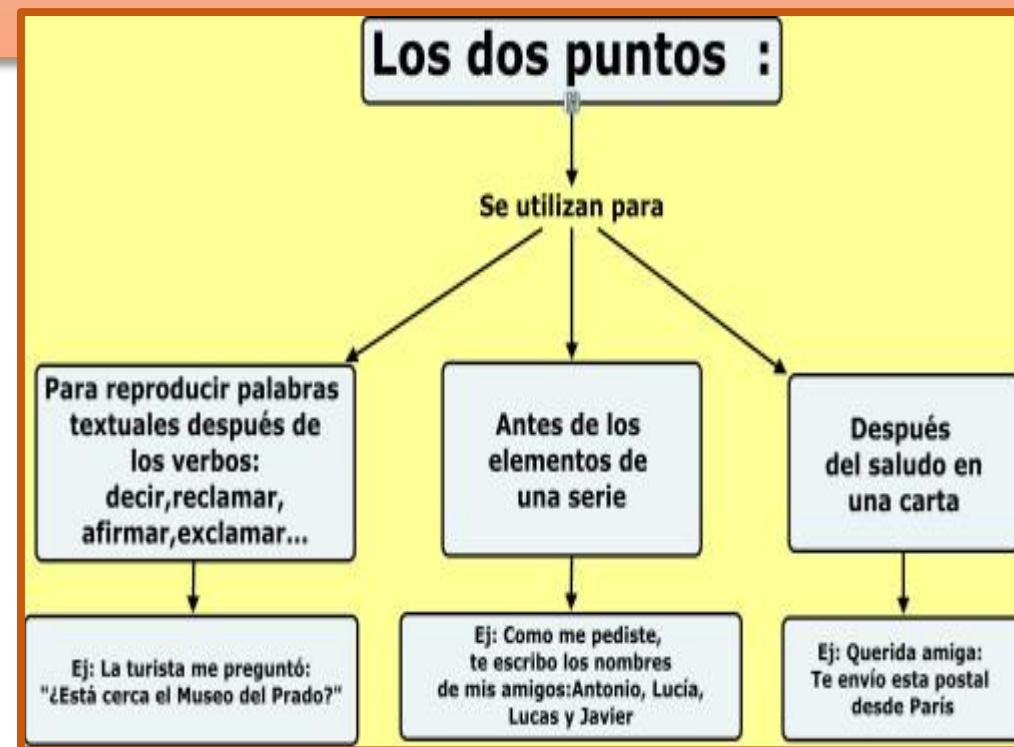 Los dos puntos :
Se utilizan para
Para reproducir palabras
textuales después de
los verbos:
decir,reclamar,
afirmar,exclamar...
Antes de los
elementos de
una serie
Después
del saludo en
una carta
Ej: La turista me preguntó:
"¿Está cerca el Museo del Prado?"
Ej: Como me pediste,
te escribo los nombres
de mis amigos:Antonio, Lucía,
Lucas y Javier
Ej: Querida amiga:
Te envío esta postal
desde París